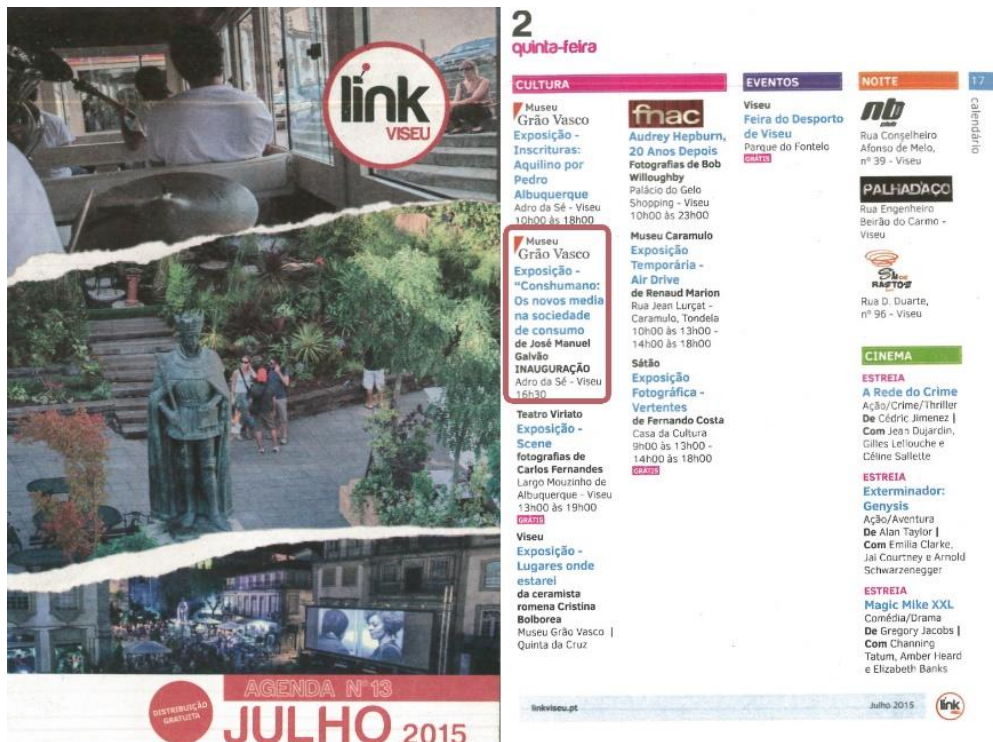 link
VISEU
DISTRIBUIÇÃO
GRATUITA
AGENDA Nº 13
JULHO 2015
2
quinta-feira
CULTURA
Museu
Grão Vasco
Exposição -
Inscrituras:
Aquilino por
Pedro
Albuquerque
Adro da Sé - Viseu
10h00 às 18h00
Museu
Grão Vasco
Exposição -
"Conshumano:
Os novos media
na sociedade
de consumo
de José Manuel
Galvão
INAUGURAÇÃO
Adro da Sé - Viseu
16h30
Teatro Viriato
Exposição -
Scene
fotografias de
Carlos Fernandes
Largo Mouzinho de
Albuquerque - Viseu
13h00 às 19h00
GRÁTIS
Viseu
Exposição -
Lugares onde
estarei
da ceramista
romena Cristina
Bolborea
Museu Grão Vasco |
Quinta da Cruz
fnac
Audrey Hepburn,
20 Anos Depois
Fotografias de Bob
Willoughby
Palácio do Gelo
Shopping - Viseu
10h00 às 23h00
Museu Caramulo
Exposição
Temporária -
Air Drive
de Renaud Marion
Rua Jean Lurçat -
Caramulo, Tondela
10h00 às 13h00 -
14h00 às 18h00
Sátão
Exposição
Fotográfica -
Vertentes
de Fernando Costa
Casa da Cultura
9h00 às 13h00 -
14h00 às 18h00
GRÁTIS
EVENTOS
Viseu
Feira do Desporto
de Viseu
Parque do Fontelo
GRÁTIS
NOITE
nb
Rua Conselheiro
Afonso de Melo,
nº 39 - Viseu
PALHADAÇO
Rua Engenheiro
Beirão do Carmo -
Viseu
RASTOS
Rua D. Duarte,
nº 96 - Viseu
CINEMA
ESTREIA
A Rede do Crime
Ação/Crime/Thriller
De Cédric Jimenez |
Com Jean Dujardin,
Gilles Lellouche e
Céline Sallette
ESTREIA
Exterminador:
Genysis
Ação/Aventura
De Alan Taylor |
Com Emilia Clarke,
Jai Courtney e Arnold
Schwarzenegger
ESTREIA
Magic Mike XXL
Comédia/Drama
De Gregory Jacobs |
Com Channing
Tatum, Amber Heard
e Elizabeth Banks
17
calendário
linkviseu.pt
Julho 2015
link